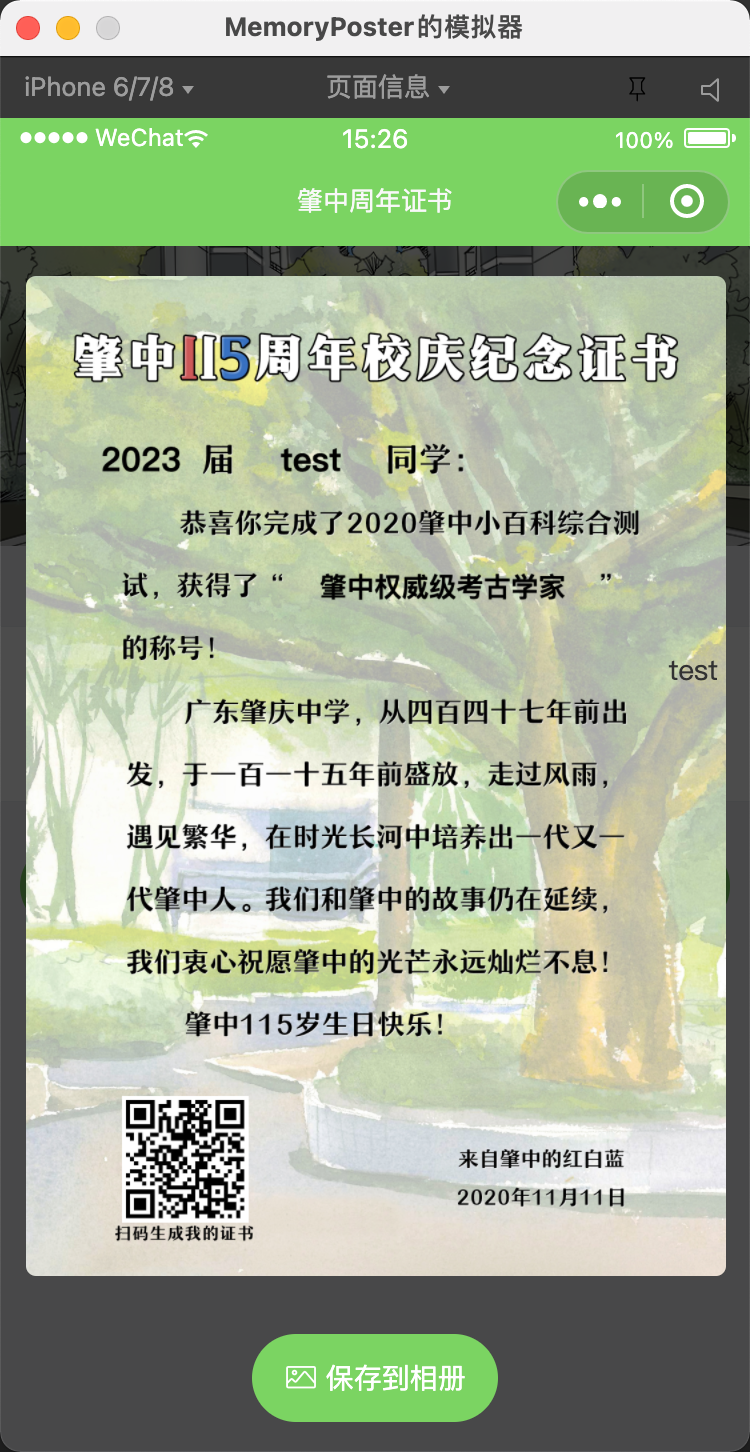 MemoryPoster的模拟器
iPhone 6/7/8
页面信息
WeChat
15:26
100%
肇中周年证书
肇中115周年校庆纪念证书
2023 届 test 同学：
恭喜你完成了2020肇中小百科综合测
试，获得了“ 肇中权威级考古学家 ”
的称号！
test
广东肇庆中学，从四百四十七年前出
发，于一百一十五年前盛放，走过风雨，
遇见繁华，在时光长河中培养出一代又一
代肇中人。我们和肇中的故事仍在延续，
我们衷心祝愿肇中的光芒永远灿烂不息！
肇中115岁生日快乐！
来自肇中的红白蓝
2020年11月11日
扫码生成我的证书
保存到相册